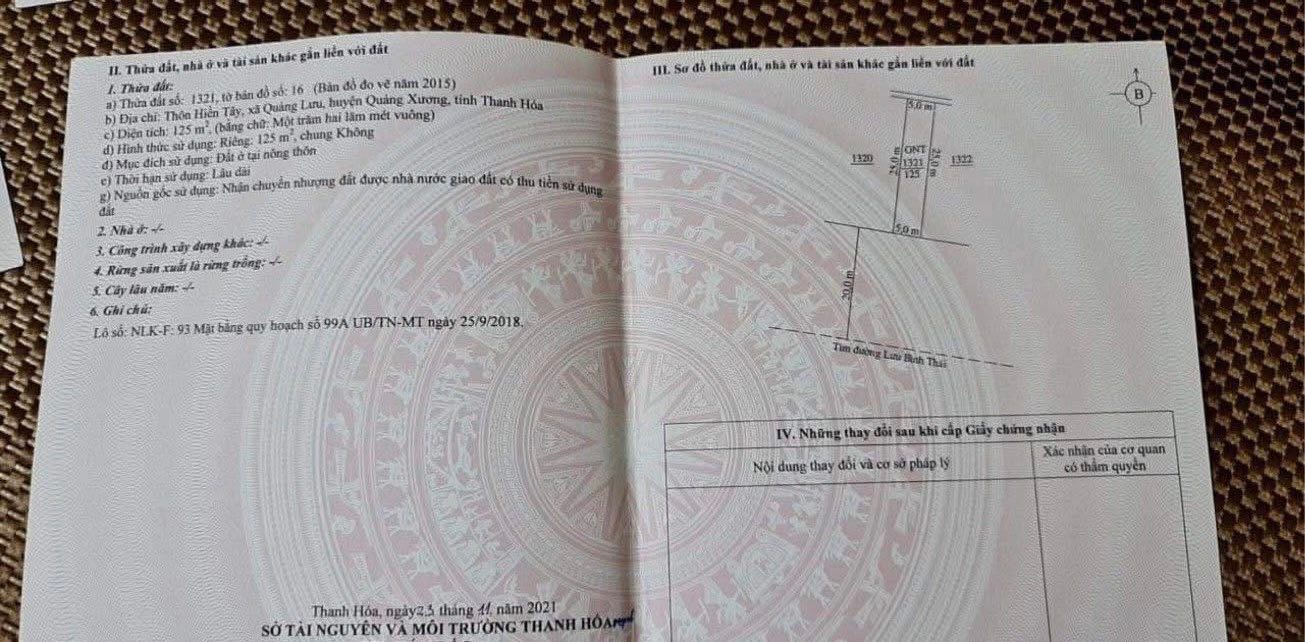 II. Thửa đất, nhà ở và tài sản khác gắn liền với đất
1. Thửa đất:
a) Thửa đất số: 1321, tờ bản đồ số: 16 (Bản đồ đo vẽ năm 2015)
b) Địa chỉ: Thôn Hiền Tây, xã Quảng Lưu, huyện Quảng Xương, tỉnh Thanh Hóa
c) Diện tích: 125 m², (bằng chữ: Một trăm hai lăm mét vuông)
d) Hình thức sử dụng: Riêng: 125 m², chung Không
đ) Mục đích sử dụng: Đất ở tại nông thôn
e) Thời hạn sử dụng: Lâu dài
g) Nguồn gốc sử dụng: Nhận chuyển nhượng đất được nhà nước giao đất có thu tiền sử dụng
đất
2. Nhà ở: -/-
3. Công trình xây dựng khác: -/-
4. Rừng sản xuất là rừng trồng: -/-
5. Cây lâu năm: -/-
6. Ghi chú:
Lô số: NLK-F: 93 Mặt bằng quy hoạch số 99A UB/TN-MT ngày 25/9/2018.
Thanh Hóa, ngày 23 tháng 11 năm 2021
SỞ TÀI NGUYÊN VÀ MÔI TRƯỜNG THANH HÓA
III. Sơ đồ thửa đất, nhà ở và tài sản khác gắn liền với đất
B
5,0 m
1320
25,0 m
ONT
1321
125
25,0 m
1322
5,0 m
20,0 m
Tim đường Lưu Bình Thái
IV. Những thay đổi sau khi cấp Giấy chứng nhận
Nội dung thay đổi và cơ sở pháp lý
Xác nhận của cơ quan
có thẩm quyền